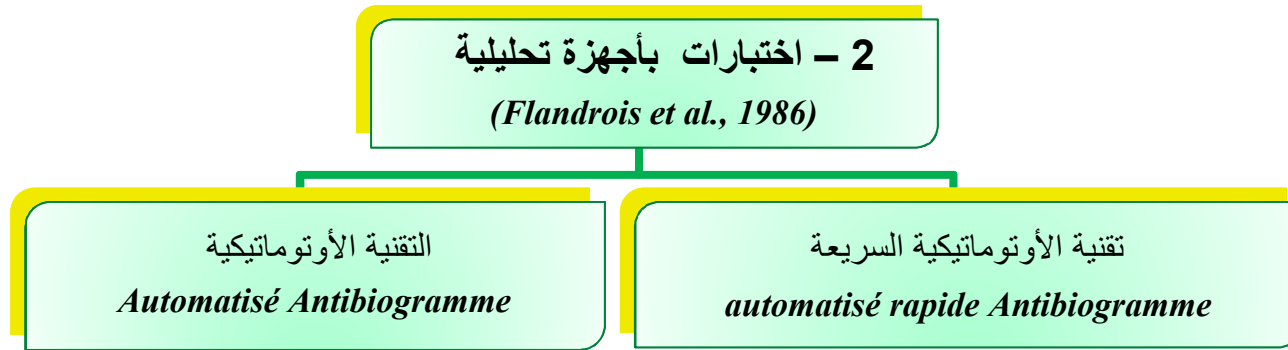 2 – اختبارات بأجهزة تحليلية
(Flandrois et al., 1986)
تقنية الأوتوماتيكية السريعة
automatisé rapide Antibiogramme
التقنية الأوتوماتيكية
Automatisé Antibiogramme